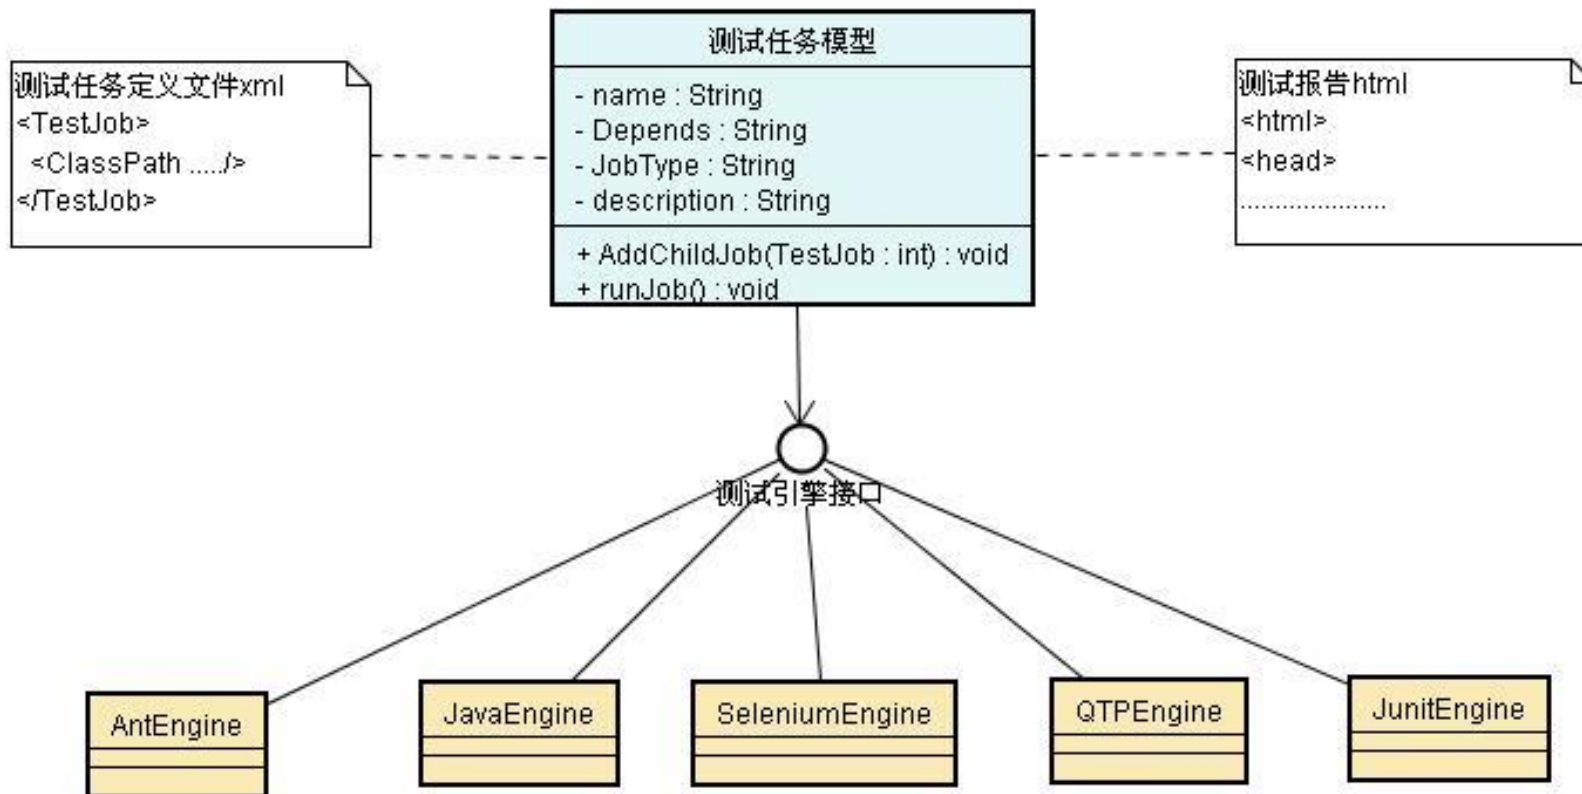 测试任务模型
- name : String
- Depends : String
- JobType : String
- description : String
+ AddChildJob(TestJob : int) : void
+ runJob() : void
测试任务定义文件xml
<TestJob>
<ClassPath ...../>
</TestJob>
测试报告html
<html>
<head>
.....................
测试引擎接口
AntEngine
JavaEngine
SeleniumEngine
QTPEngine
JunitEngine